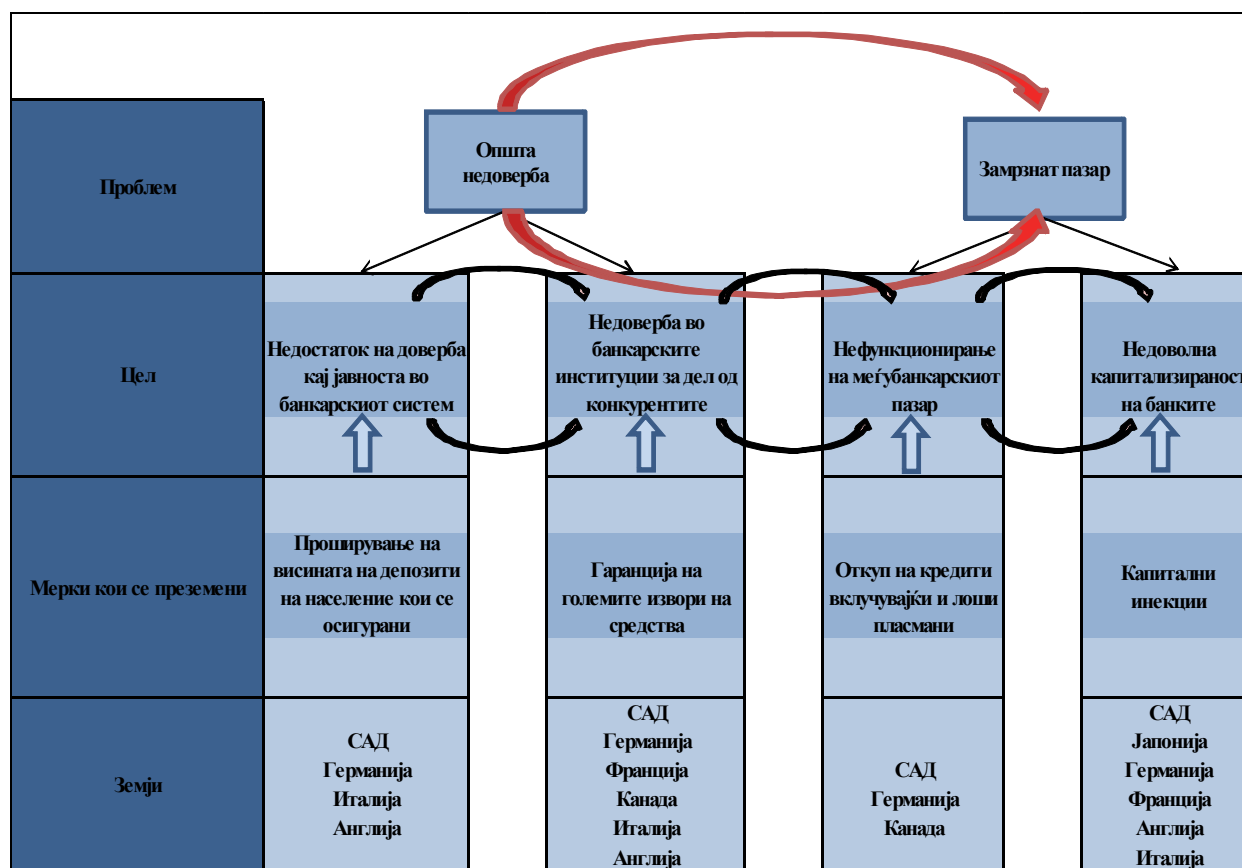 Општа
недоверба
Замрзнат пазар
Проблем
Цел
Недостаток на доверба
кај јавноста во
банкарскиот систем
Недоверба во
банкарските
институции за дел од
конкурентите
Нефункционирање
на меѓубанкарскиот
пазар
Недоволна
капитализираност
на банките
Мерки кои се преземени
Проширување на
висината на депозити
на население кои се
осигурани
Гаранција на
големите извори на
средства
Откуп на кредити
вклучувајќи и лоши
пласмани
Капитални
инекции
Земји
САД
Германија
Италија
Англија
САД
Германија
Франција
Канада
Италија
Англија
САД
Германија
Канада
САД
Јапонија
Германија
Франција
Англија
Италија